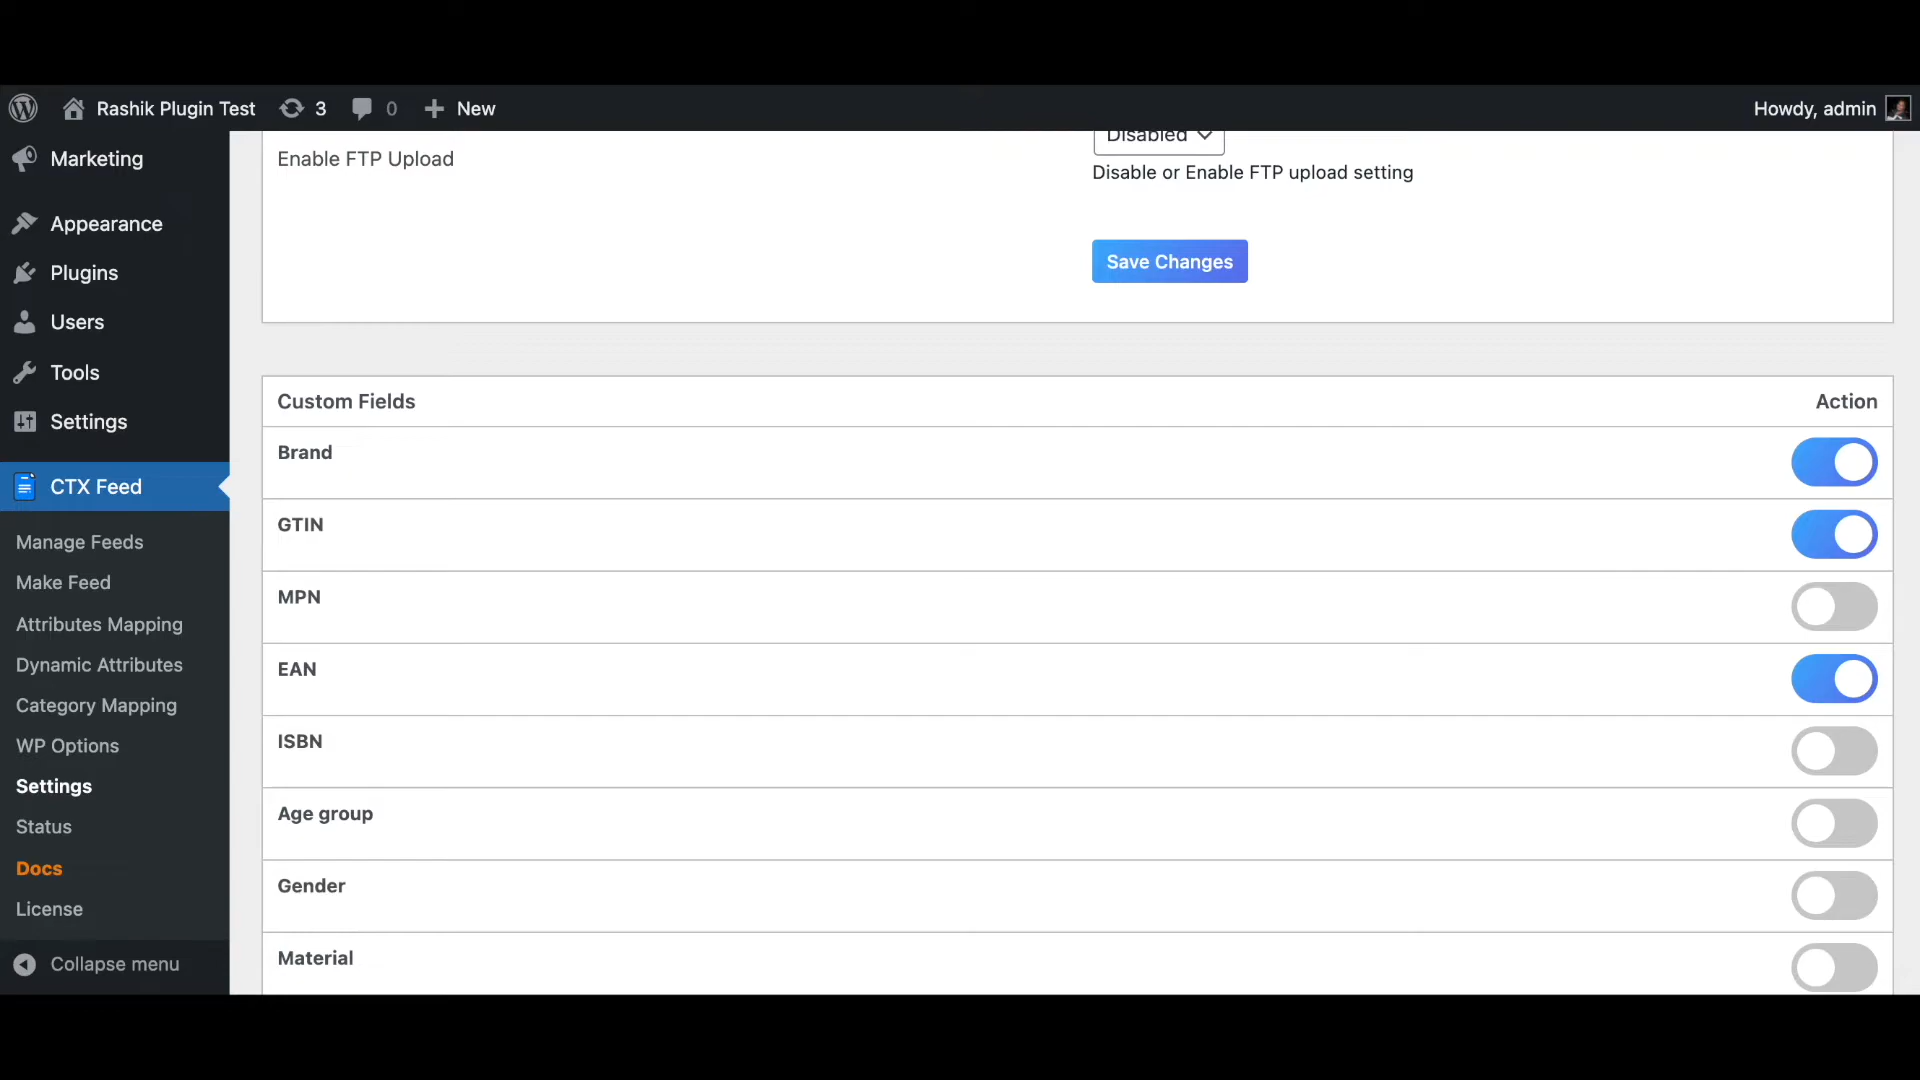 Rashik Plugin Test 3 0 New Howdy, admin
Marketing
Appearance
Plugins
Users
Tools
Settings
CTX Feed
Manage Feeds
Make Feed
Attributes Mapping
Dynamic Attributes
Category Mapping
WP Options
Settings
Status
Docs
License
Collapse menu
Disabled
Enable FTP Upload
Disable or Enable FTP upload setting
Save Changes
Custom Fields Action
Brand
GTIN
MPN
EAN
ISBN
Age group
Gender
Material